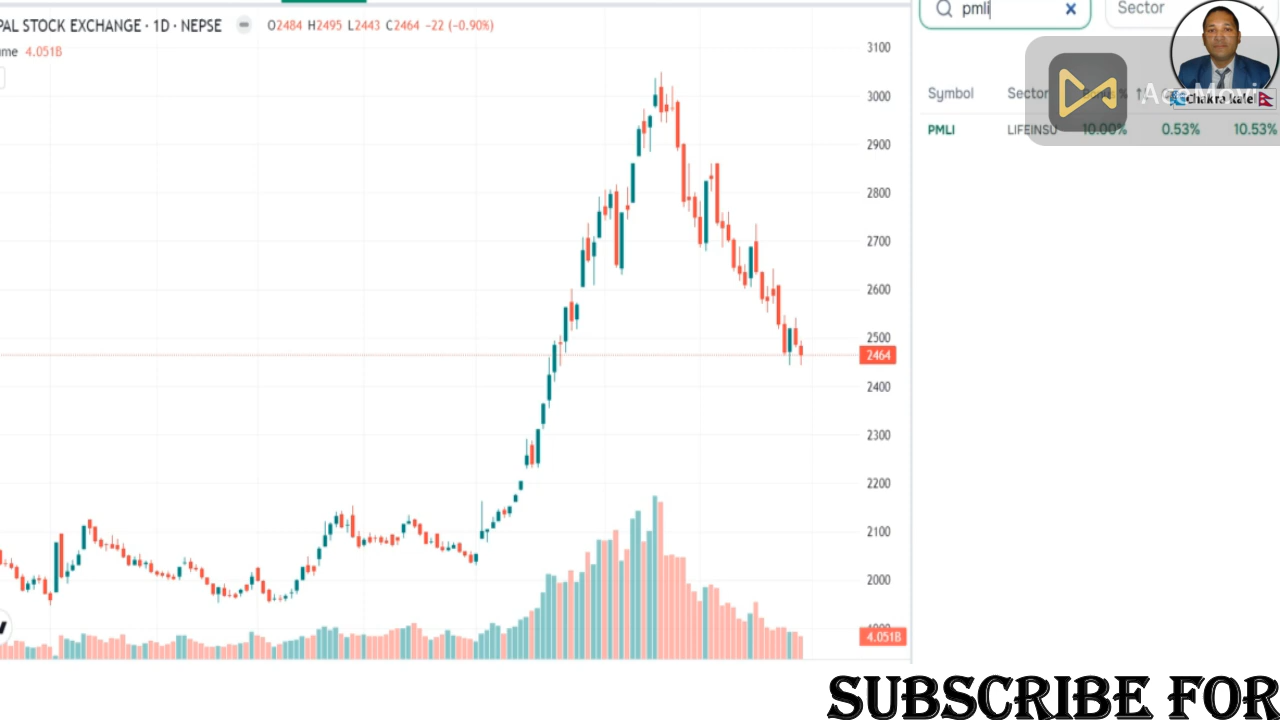 PAL STOCK EXCHANGE · 1D · NEPSE O2484 H2495 L2443 C2464 −22 (−0.90%)
me 4.051B
3100
3000
2900
2800
2700
2600
2500
2464
2400
2300
2200
2100
2000
4.051B
pmli x Sector
Symbol Sector
Chakra
PMLI LIFEINSU 10.00% 0.53% 10.53%
SUBSCRIBE FOR